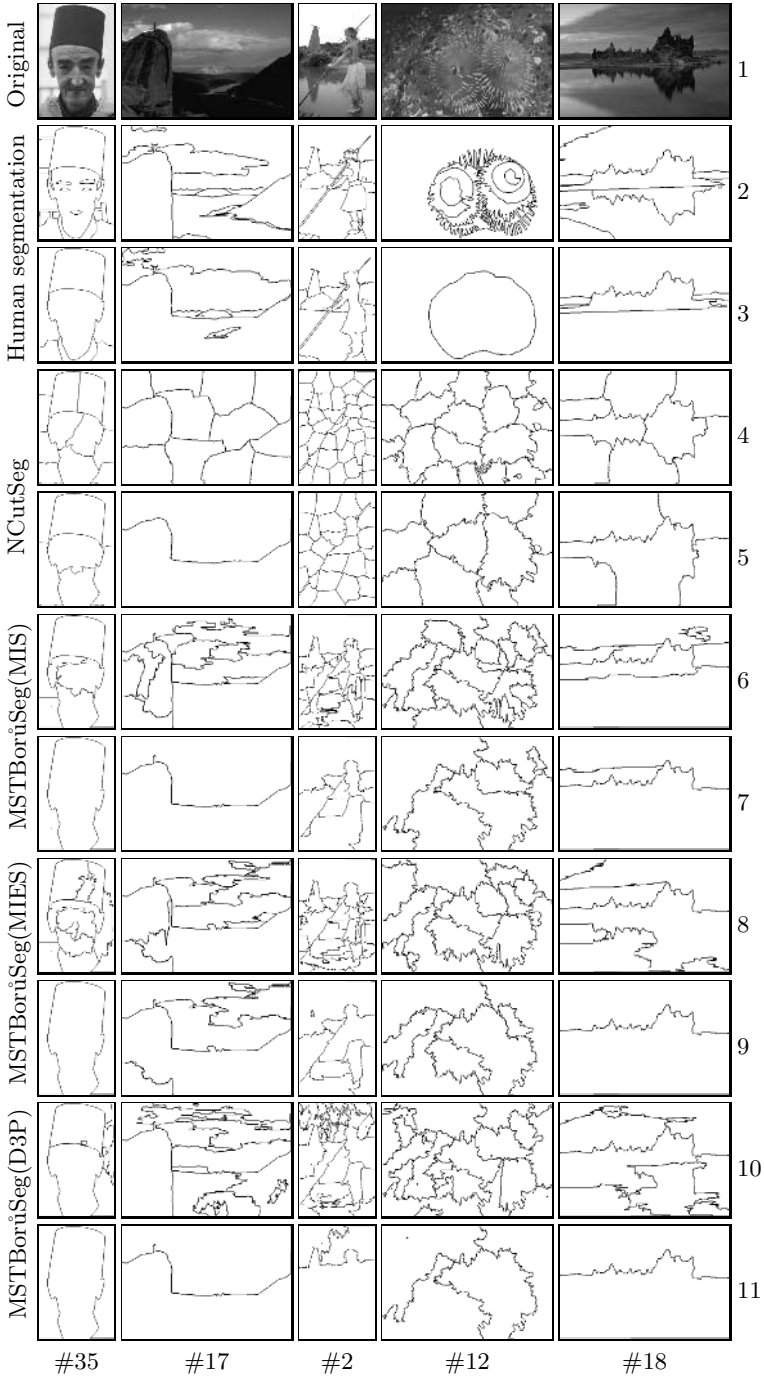 Original
1
Human segmentation
2
3
NCutSeg
4
5
MSTBorůSeg(MIS)
6
7
MSTBorůSeg(MIES)
8
9
MSTBorůSeg(D3P)
10
11
#35 #17 #2 #12 #18